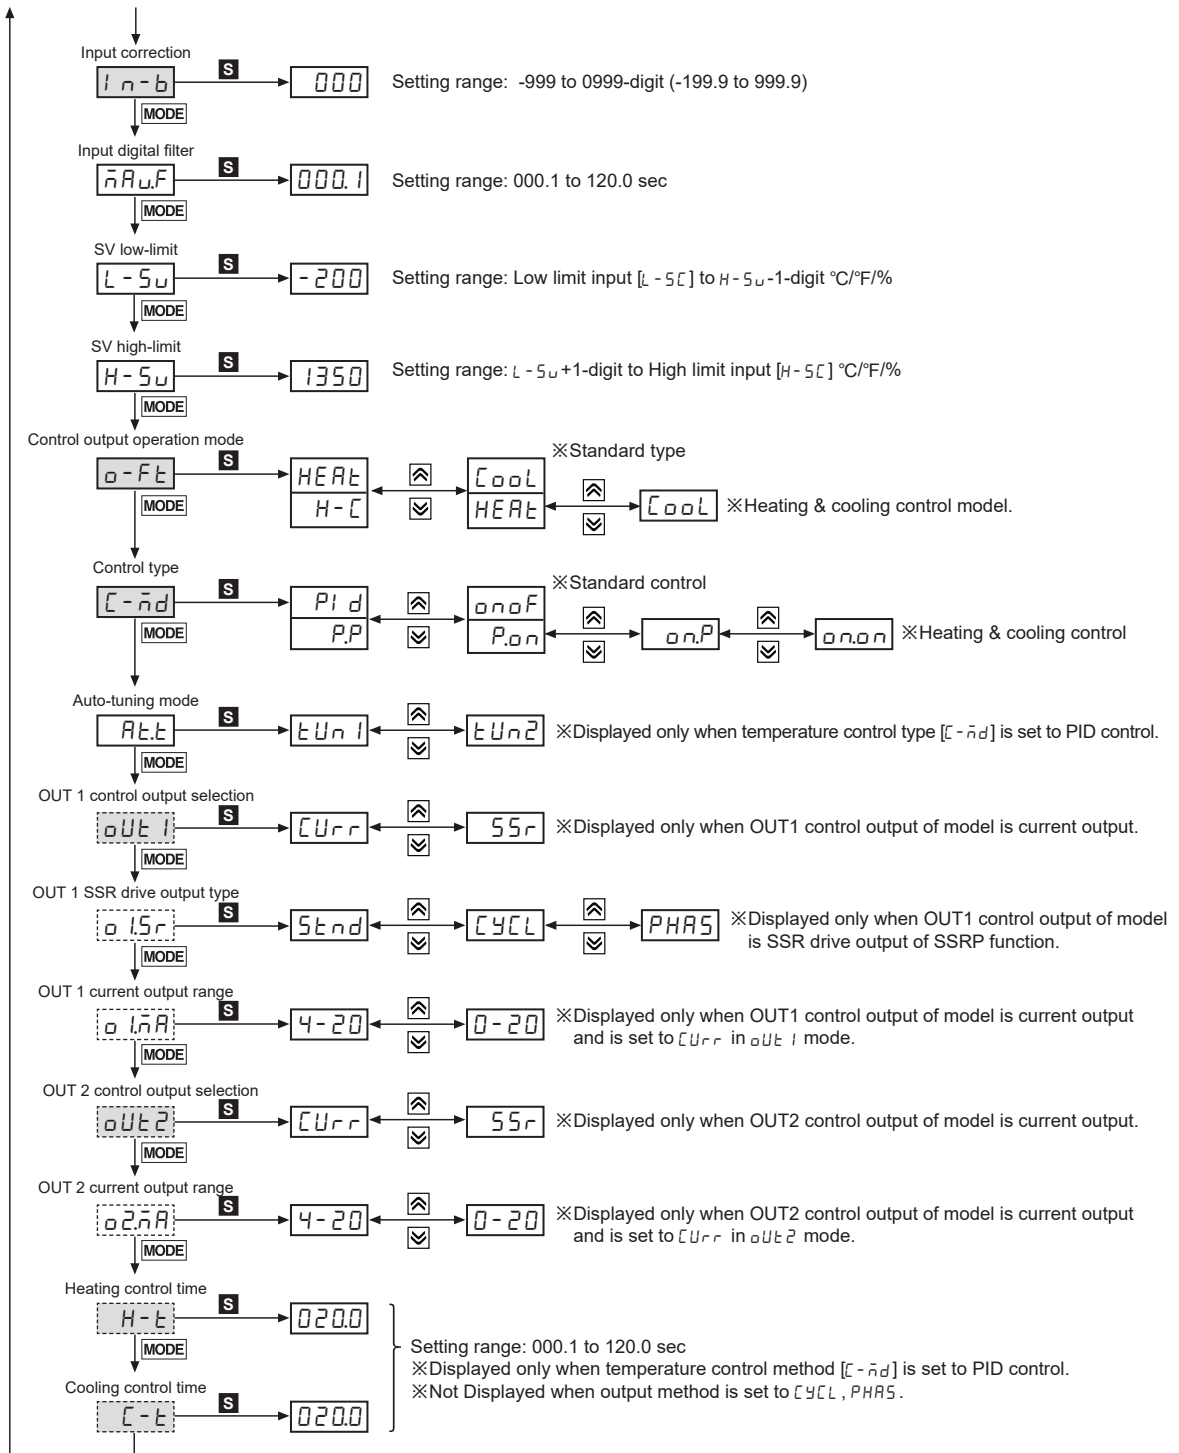 Input correction
In-b S 000 Setting range: -999 to 0999-digit (-199.9 to 999.9)
MODE
Input digital filter
mAv.F S 000.1 Setting range: 000.1 to 120.0 sec
MODE
SV low-limit
L-Sv S -200 Setting range: Low limit input [L-SC] to H-Sv-1-digit °C/°F/%
MODE
SV high-limit
H-Sv S 1350 Setting range: L-Sv+1-digit to High limit input [H-SC] °C/°F/%
MODE
Control output operation mode
※Standard type
o-Ft S HEAt CooL
H-C HEAt CooL ※Heating & cooling control model.
MODE
Control type
※Standard control
C-md S PId onoF
P.P P.on on.P on.on ※Heating & cooling control
MODE
Auto-tuning mode
At.t S tUn1 tUn2 ※Displayed only when temperature control type [C-md] is set to PID control.
MODE
OUT 1 control output selection
oUt1 S CUrr SSr ※Displayed only when OUT1 control output of model is current output.
MODE
OUT 1 SSR drive output type
o1.Sr S Stnd CYCL PHAS ※Displayed only when OUT1 control output of model
is SSR drive output of SSRP function.
MODE
OUT 1 current output range
o1.mA S 4-20 0-20 ※Displayed only when OUT1 control output of model is current output
and is set to CUrr in oUt1 mode.
MODE
OUT 2 control output selection
oUt2 S CUrr SSr ※Displayed only when OUT2 control output of model is current output.
MODE
OUT 2 current output range
o2.mA S 4-20 0-20 ※Displayed only when OUT2 control output of model is current output
and is set to CUrr in oUt2 mode.
MODE
Heating control time
H-t S 020.0
MODE
Setting range: 000.1 to 120.0 sec
※Displayed only when temperature control method [C-md] is set to PID control.
※Not Displayed when output method is set to CYCL, PHAS.
Cooling control time
C-t S 020.0